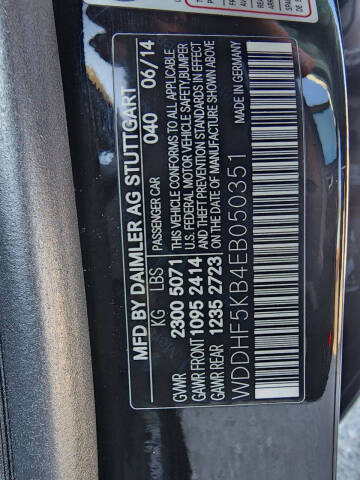 MFD BY DAIMLER AG STUTTGART
PASSENGER CAR 040 06/14
KG LBS
GVWR 2300 5071
GAWR FRONT 1095 2414
GAWR REAR 1235 2723
THIS VEHICLE CONFORMS TO ALL APPLICABLE
U.S. FEDERAL MOTOR VEHICLE SAFETY, BUMPER
AND THEFT PREVENTION STANDARDS IN EFFECT
ON THE DATE OF MANUFACTURE SHOWN ABOVE
MADE IN GERMANY
WDDHF5KB4EB050351